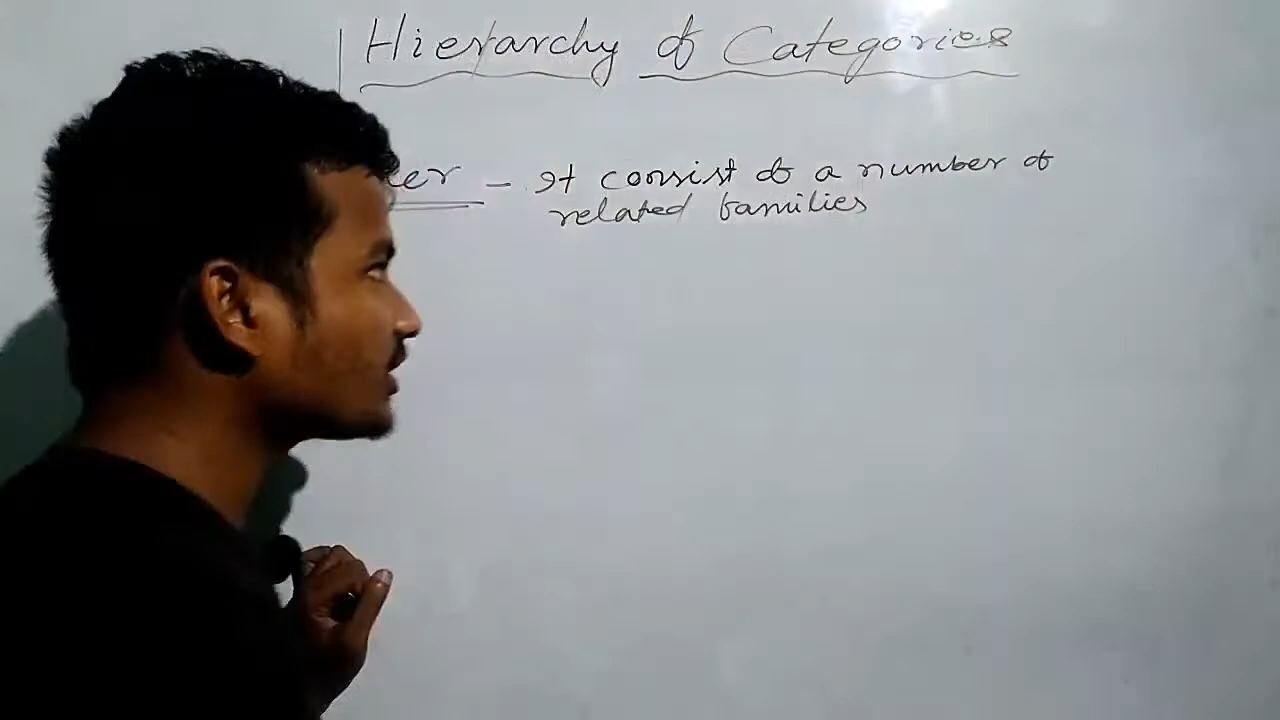 Hierarchy of Categories
- It consist of a number of
related families